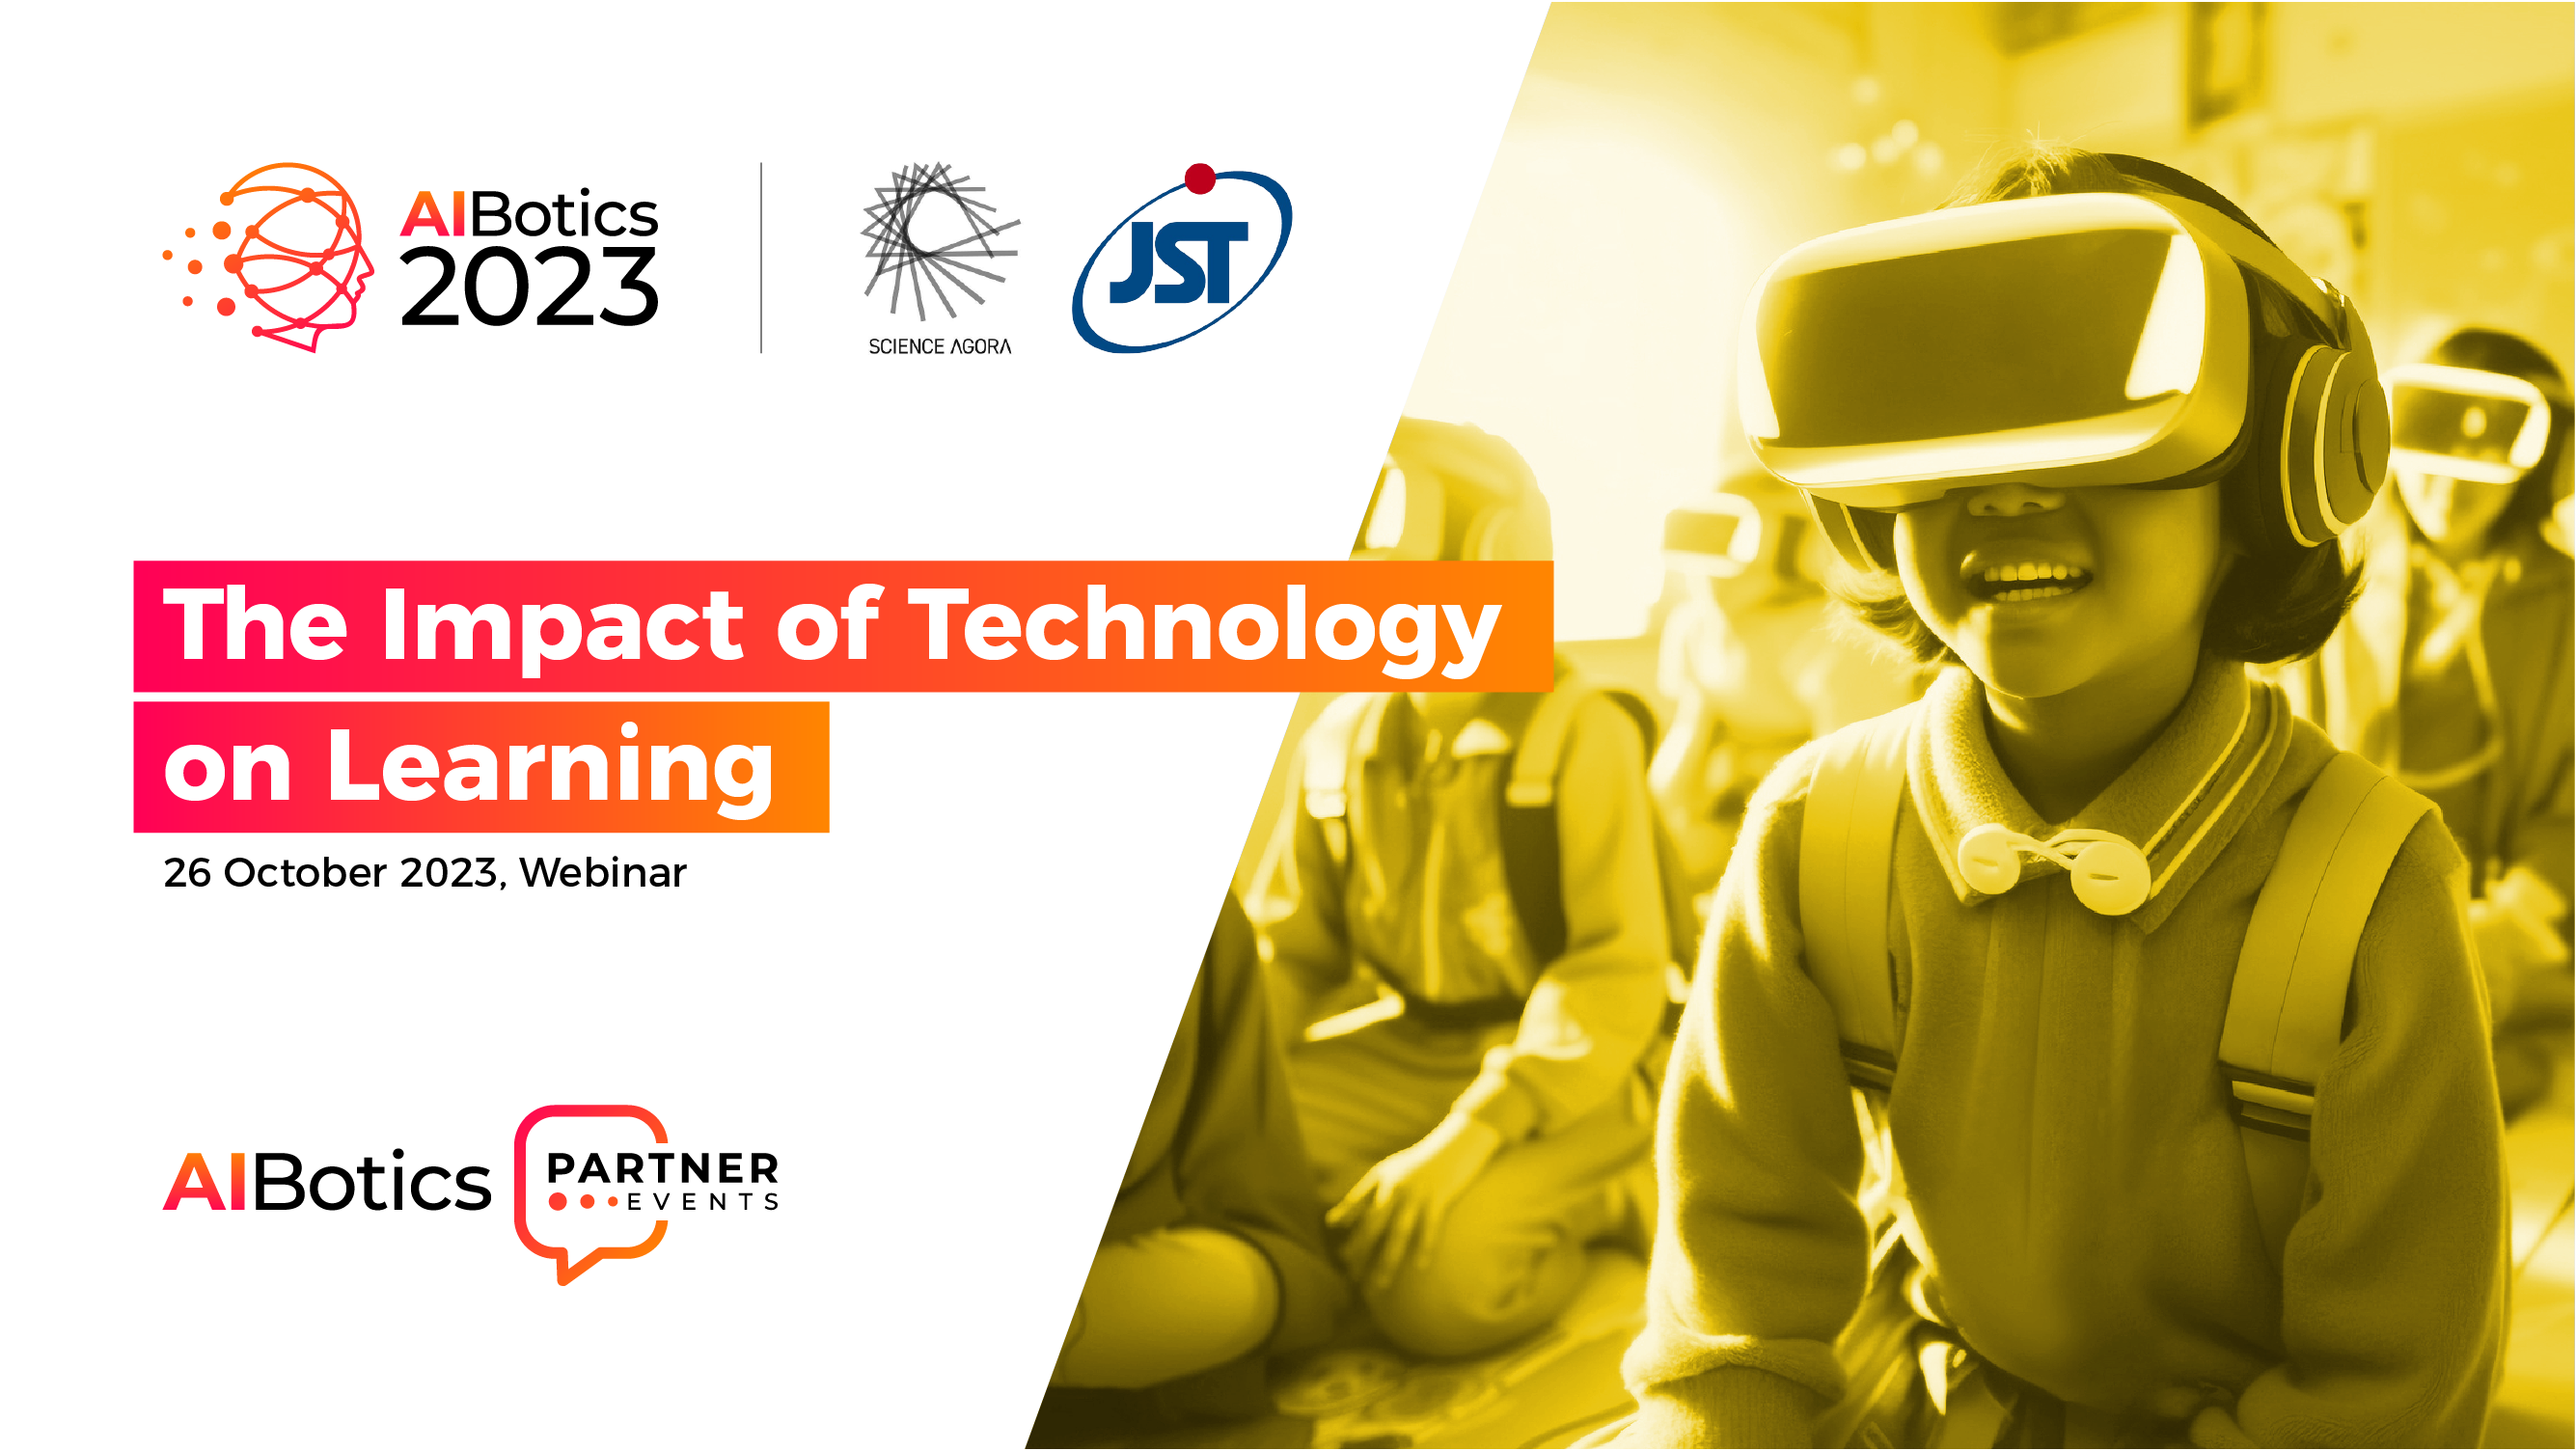 AIBotics
2023
SCIENCE AGORA
JST
The Impact of Technology
on Learning
26 October 2023, Webinar
AIBotics
PARTNER
EVENTS